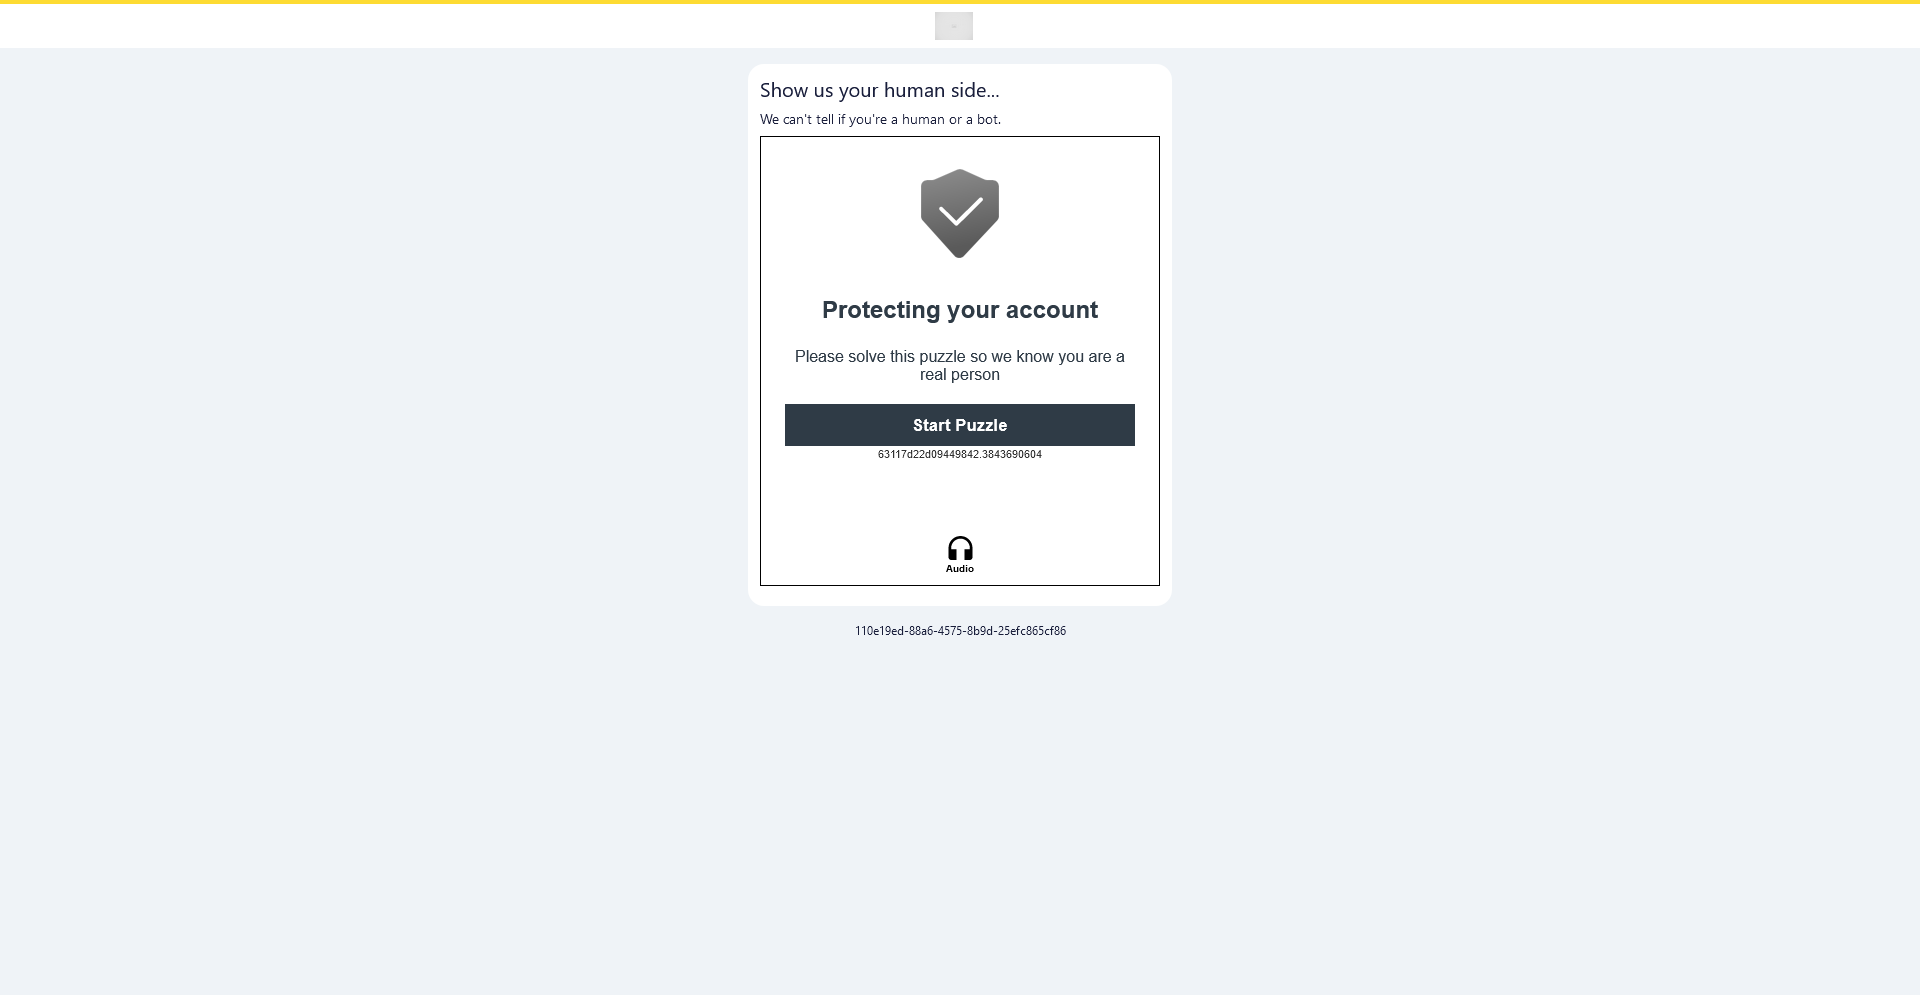 Show us your human side...
We can't tell if you're a human or a bot.
Protecting your account
Please solve this puzzle so we know you are a
real person
Start Puzzle
63117d22d09449842.3843690604
Audio
110e19ed-88a6-4575-8b9d-25efc865cf86